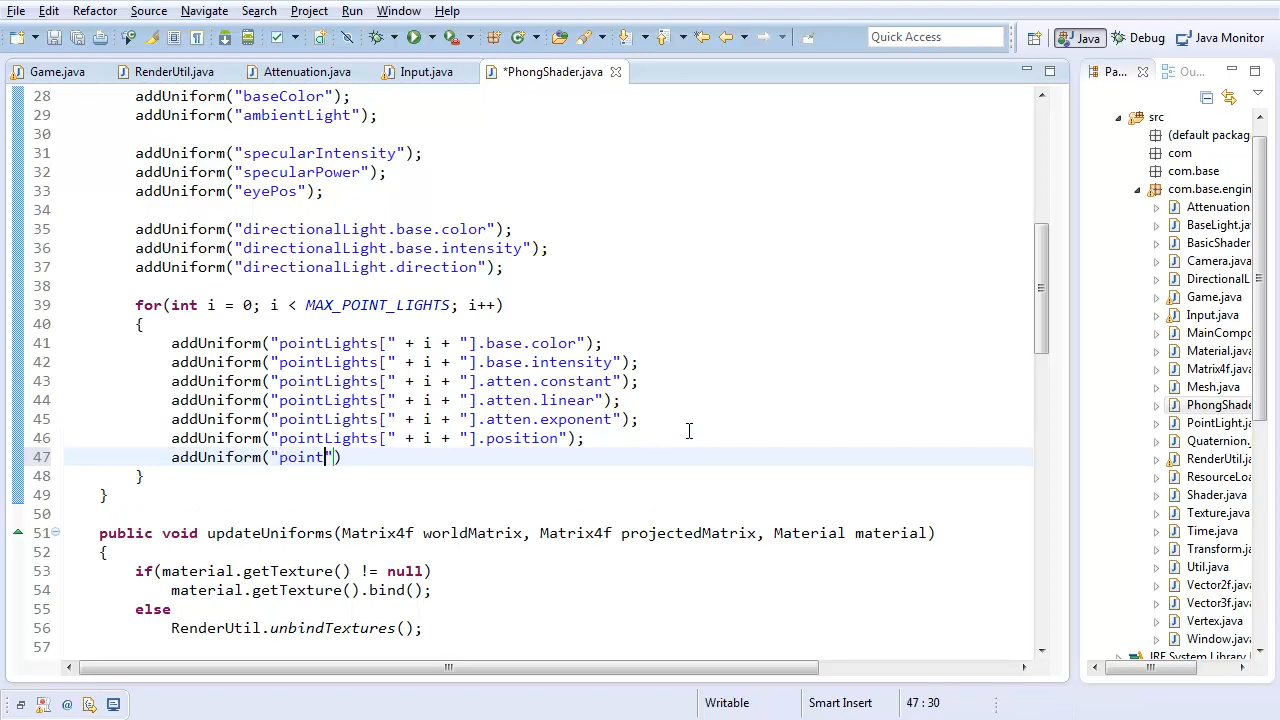 File Edit Refactor Source Navigate Search Project Run Window Help
Quick Access
Java
Debug
Java Monitor
Game.java
RenderUtil.java
Attenuation.java
Input.java
*PhongShader.java
28 addUniform("baseColor");
29 addUniform("ambientLight");
30
31 addUniform("specularIntensity");
32 addUniform("specularPower");
33 addUniform("eyePos");
34
35 addUniform("directionalLight.base.color");
36 addUniform("directionalLight.base.intensity");
37 addUniform("directionalLight.direction");
38
39 for(int i = 0; i < MAX_POINT_LIGHTS; i++)
40 {
41 addUniform("pointLights[" + i + "].base.color");
42 addUniform("pointLights[" + i + "].base.intensity");
43 addUniform("pointLights[" + i + "].atten.constant");
44 addUniform("pointLights[" + i + "].atten.linear");
45 addUniform("pointLights[" + i + "].atten.exponent");
46 addUniform("pointLights[" + i + "].position");
47 addUniform("point")
48 }
49 }
50
51 public void updateUniforms(Matrix4f worldMatrix, Matrix4f projectedMatrix, Material material)
52 {
53 if(material.getTexture() != null)
54 material.getTexture().bind();
55 else
56 RenderUtil.unbindTextures();
57
Pa...
Ou...
src
(default packag
com
com.base
com.base.engin
Attenuation
BaseLight.ja
BasicShader
Camera.java
DirectionalL
Game.java
Input.java
MainCompo
Material.java
Matrix4f.java
Mesh.java
PhongShade
PointLight.j
Quaternion.
RenderUtil.j
ResourceLoa
Shader.java
Texture.java
Time.java
Transform.ja
Util.java
Vector2f.java
Vector3f.java
Vertex.java
Window.java
JRE System Library
Writable
Smart Insert
47 : 30